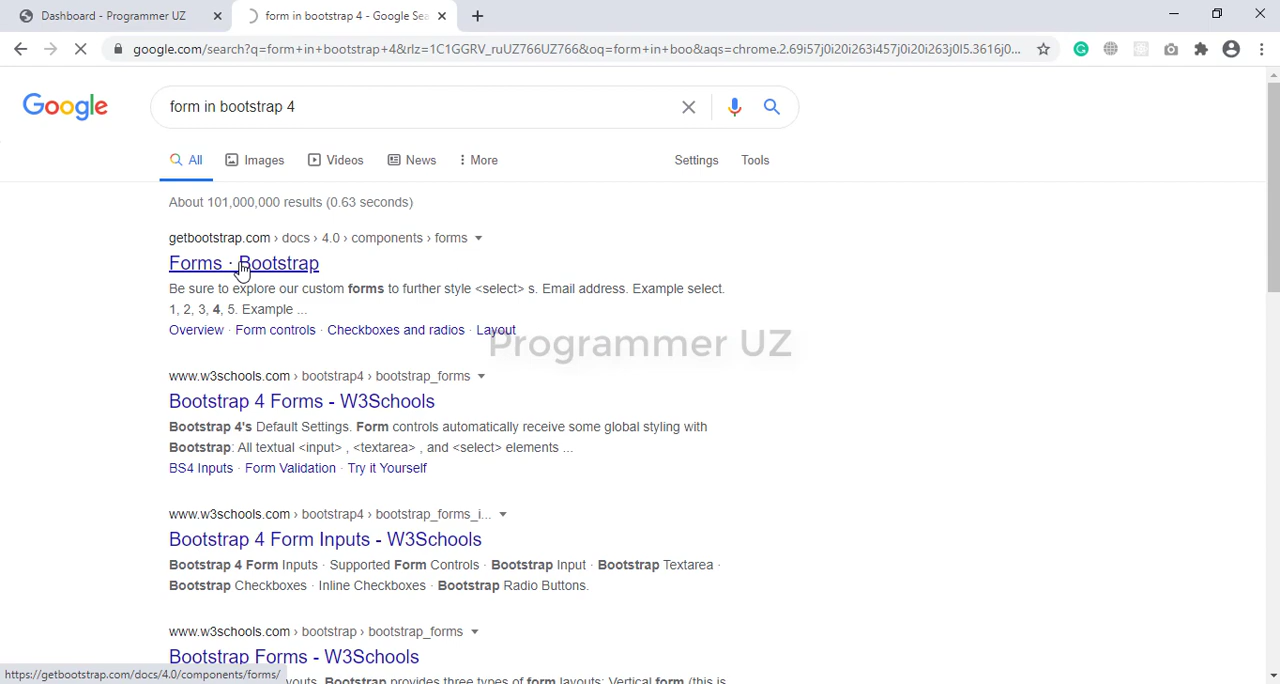 Dashboard - Programmer UZ
form in bootstrap 4 - Google Sea
google.com/search?q=form+in+bootstrap+4&rlz=1C1GGRV_ruUZ766UZ766&oq=form+in+boo&aqs=chrome.2.69i57j0i20i263i457j0i20i263j0l5.3616j0...
Google
form in bootstrap 4
All Images Videos News More Settings Tools
About 101,000,000 results (0.63 seconds)
getbootstrap.com › docs › 4.0 › components › forms
Forms · Bootstrap
Be sure to explore our custom forms to further style <select> s. Email address. Example select.
1, 2, 3, 4, 5. Example ...
Overview · Form controls · Checkboxes and radios · Layout
Programmer UZ
www.w3schools.com › bootstrap4 › bootstrap_forms
Bootstrap 4 Forms - W3Schools
Bootstrap 4's Default Settings. Form controls automatically receive some global styling with
Bootstrap: All textual <input> , <textarea> , and <select> elements ...
BS4 Inputs · Form Validation · Try it Yourself
www.w3schools.com › bootstrap4 › bootstrap_forms_i...
Bootstrap 4 Form Inputs - W3Schools
Bootstrap 4 Form Inputs · Supported Form Controls · Bootstrap Input · Bootstrap Textarea ·
Bootstrap Checkboxes · Inline Checkboxes · Bootstrap Radio Buttons.
www.w3schools.com › bootstrap › bootstrap_forms
Bootstrap Forms - W3Schools
https://getbootstrap.com/docs/4.0/components/forms/
Bootstrap provides three types of form layouts: Vertical form (this is